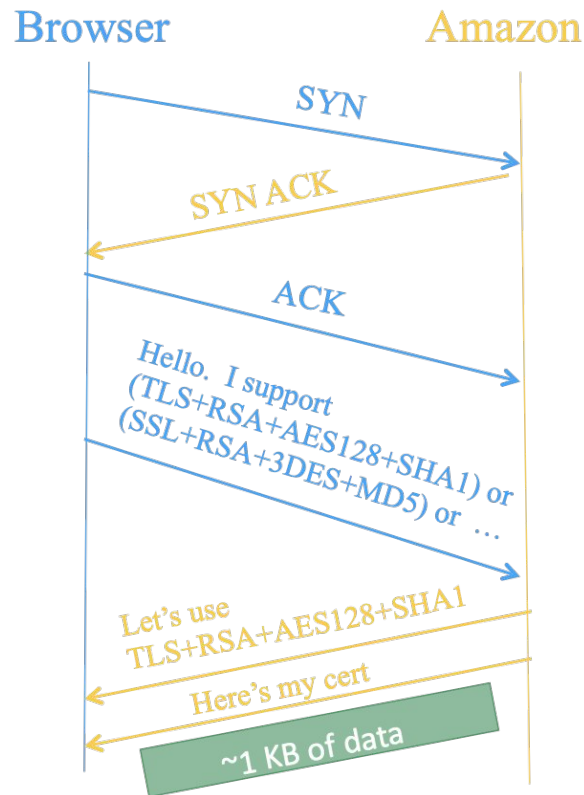 Browser
Amazon
SYN
SYN ACK
ACK
Hello.  I support
(TLS+RSA+AES128+SHA1) or
(SSL+RSA+3DES+MD5) or …
Let’s use
TLS+RSA+AES128+SHA1
Here’s my cert
~1 KB of data